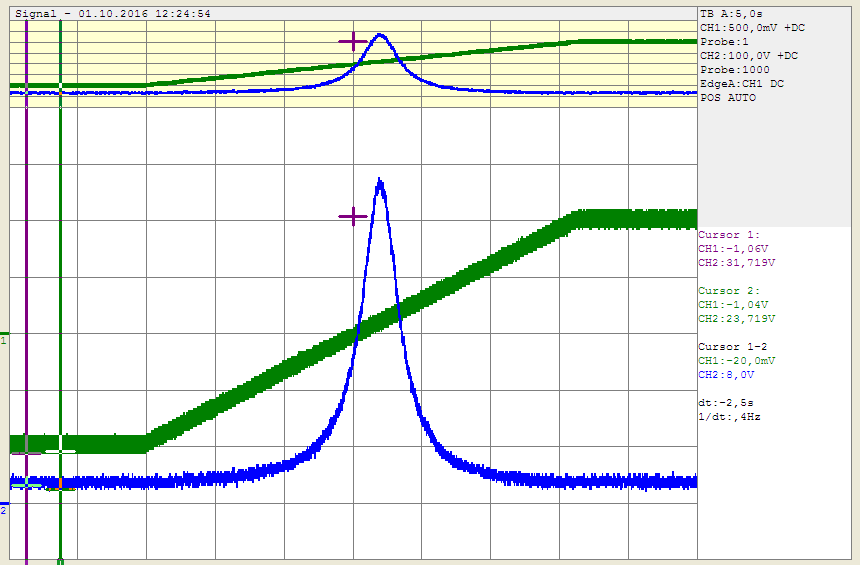 Signal - 01.10.2016 12:24:54
TB A:5,0s
CH1:500,0mV +DC
Probe:1
CH2:100,0V +DC
Probe:1000
EdgeA:CH1 DC
POS AUTO
Cursor 1:
CH1:-1,06V
CH2:31,719V
Cursor 2:
CH1:-1,04V
CH2:23,719V
Cursor 1-2
CH1:-20,0mV
CH2:8,0V
dt:-2,5s
1/dt:,4Hz
1
2